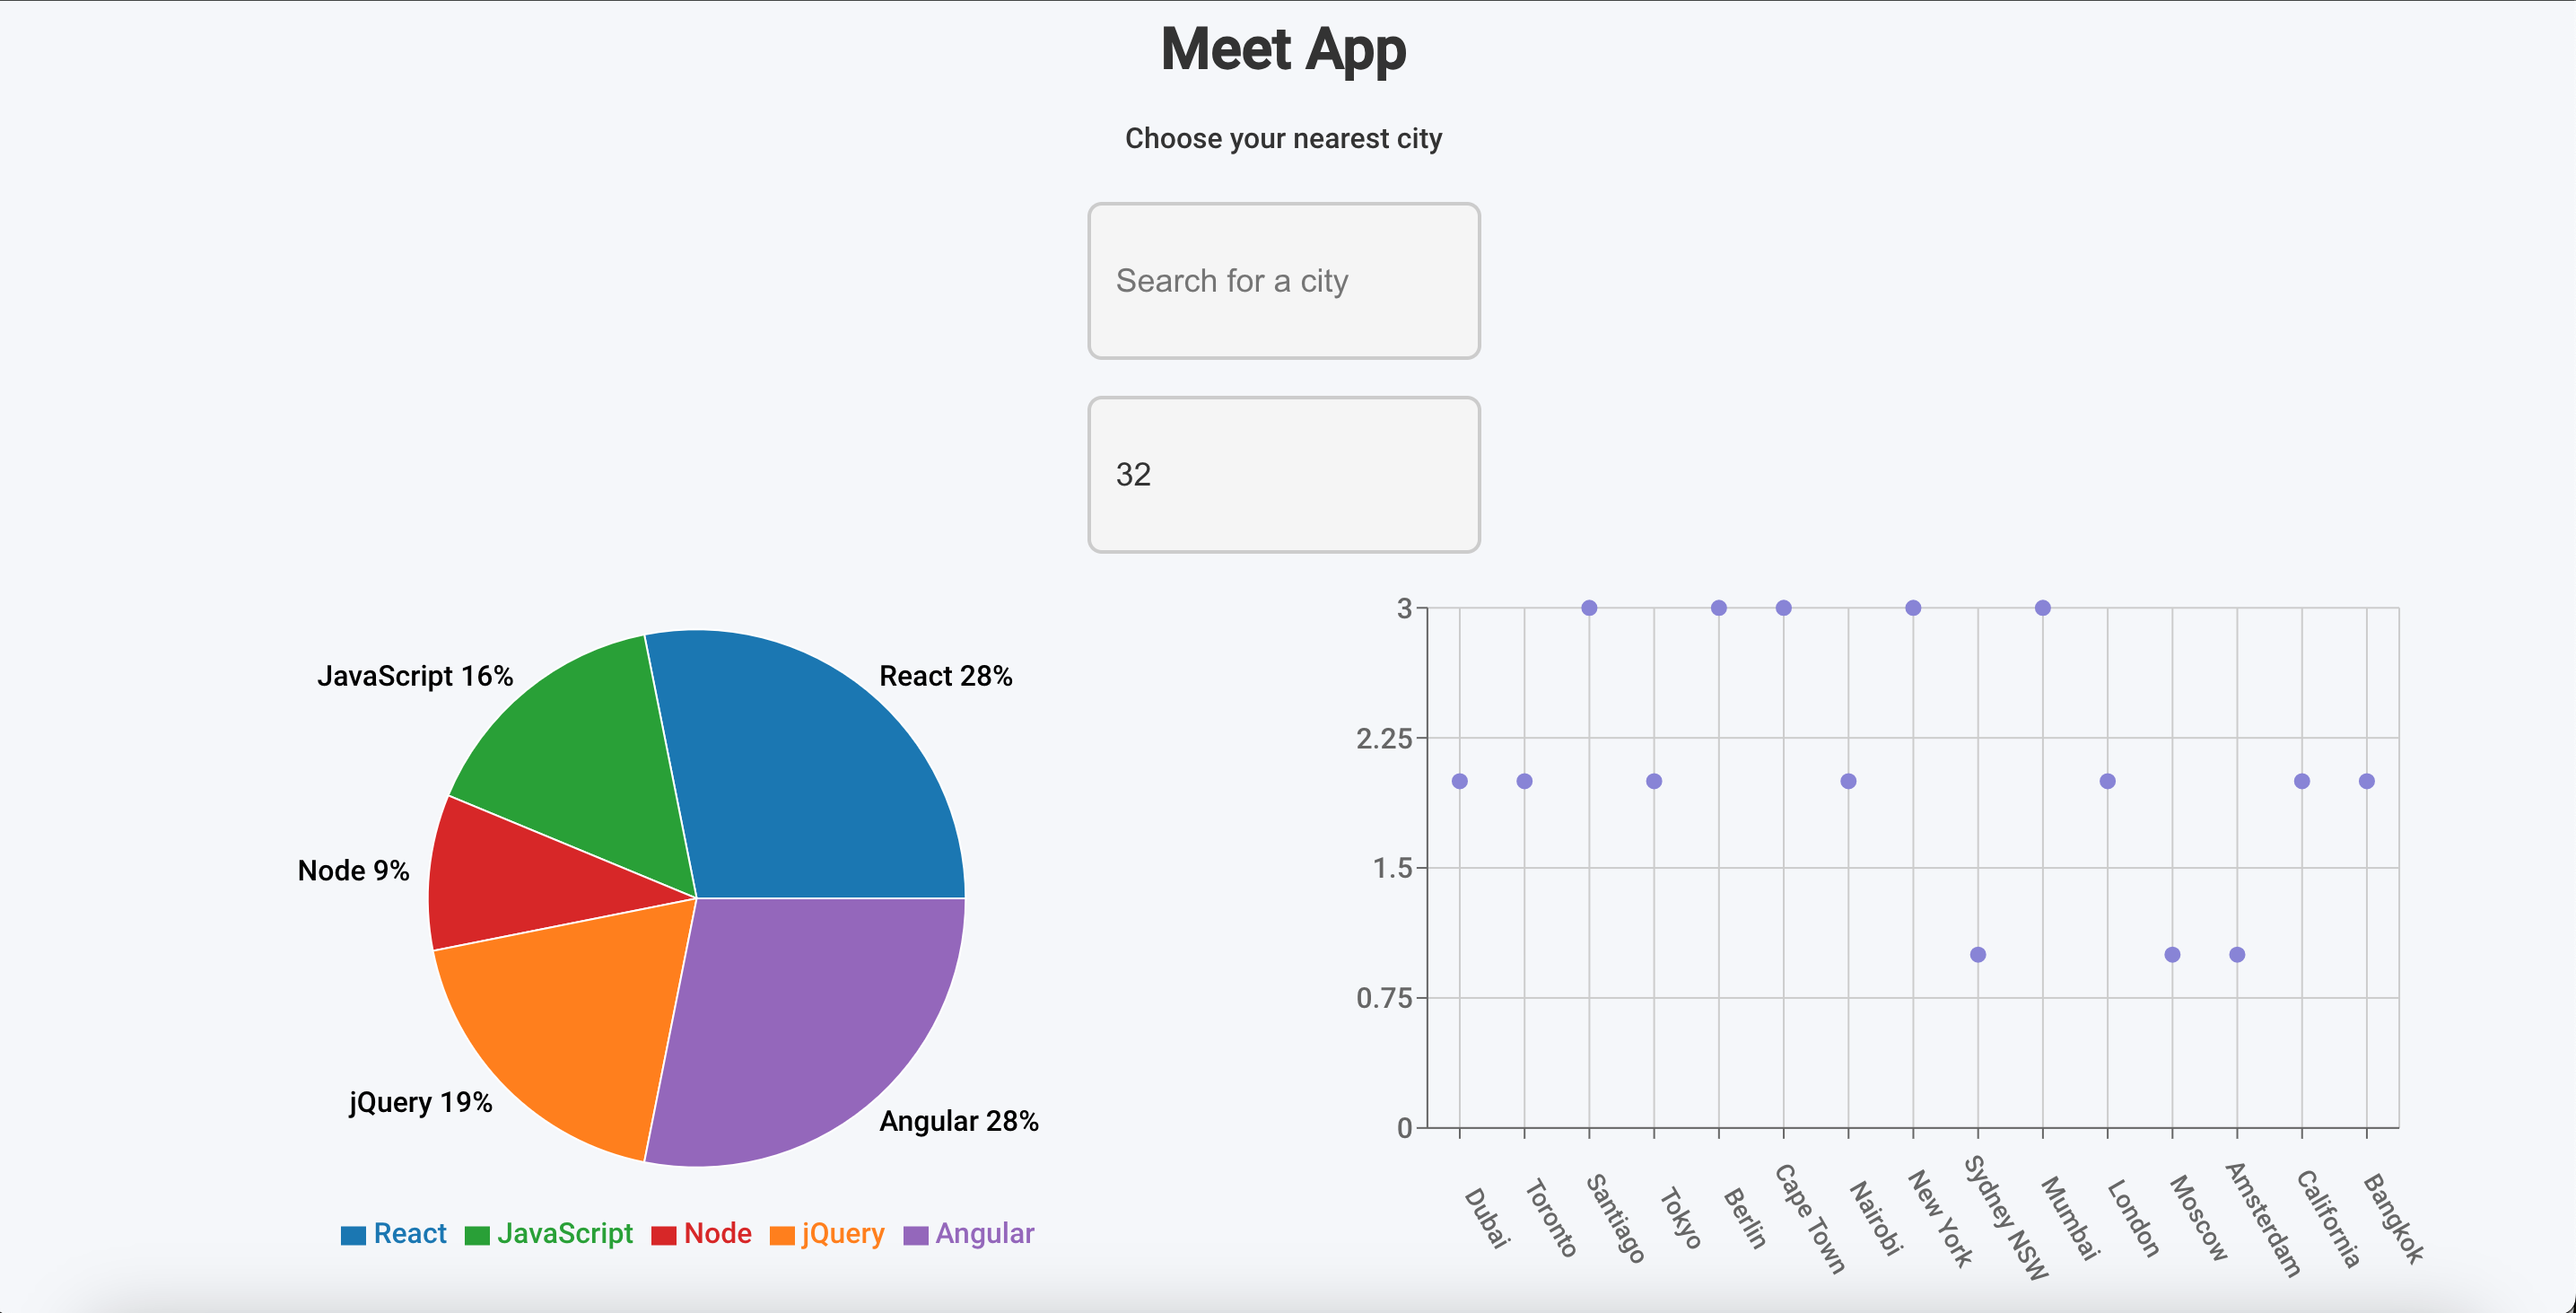 Meet App
Choose your nearest city
Search for a city
32
JavaScript 16%
React 28%
Node 9%
jQuery 19%
Angular 28%
React JavaScript Node jQuery Angular
3
2.25
1.5
0.75
0
Dubai
Toronto
Santiago
Tokyo
Berlin
Cape Town
Nairobi
New York
Sydney NSW
Mumbai
London
Moscow
Amsterdam
California
Bangkok